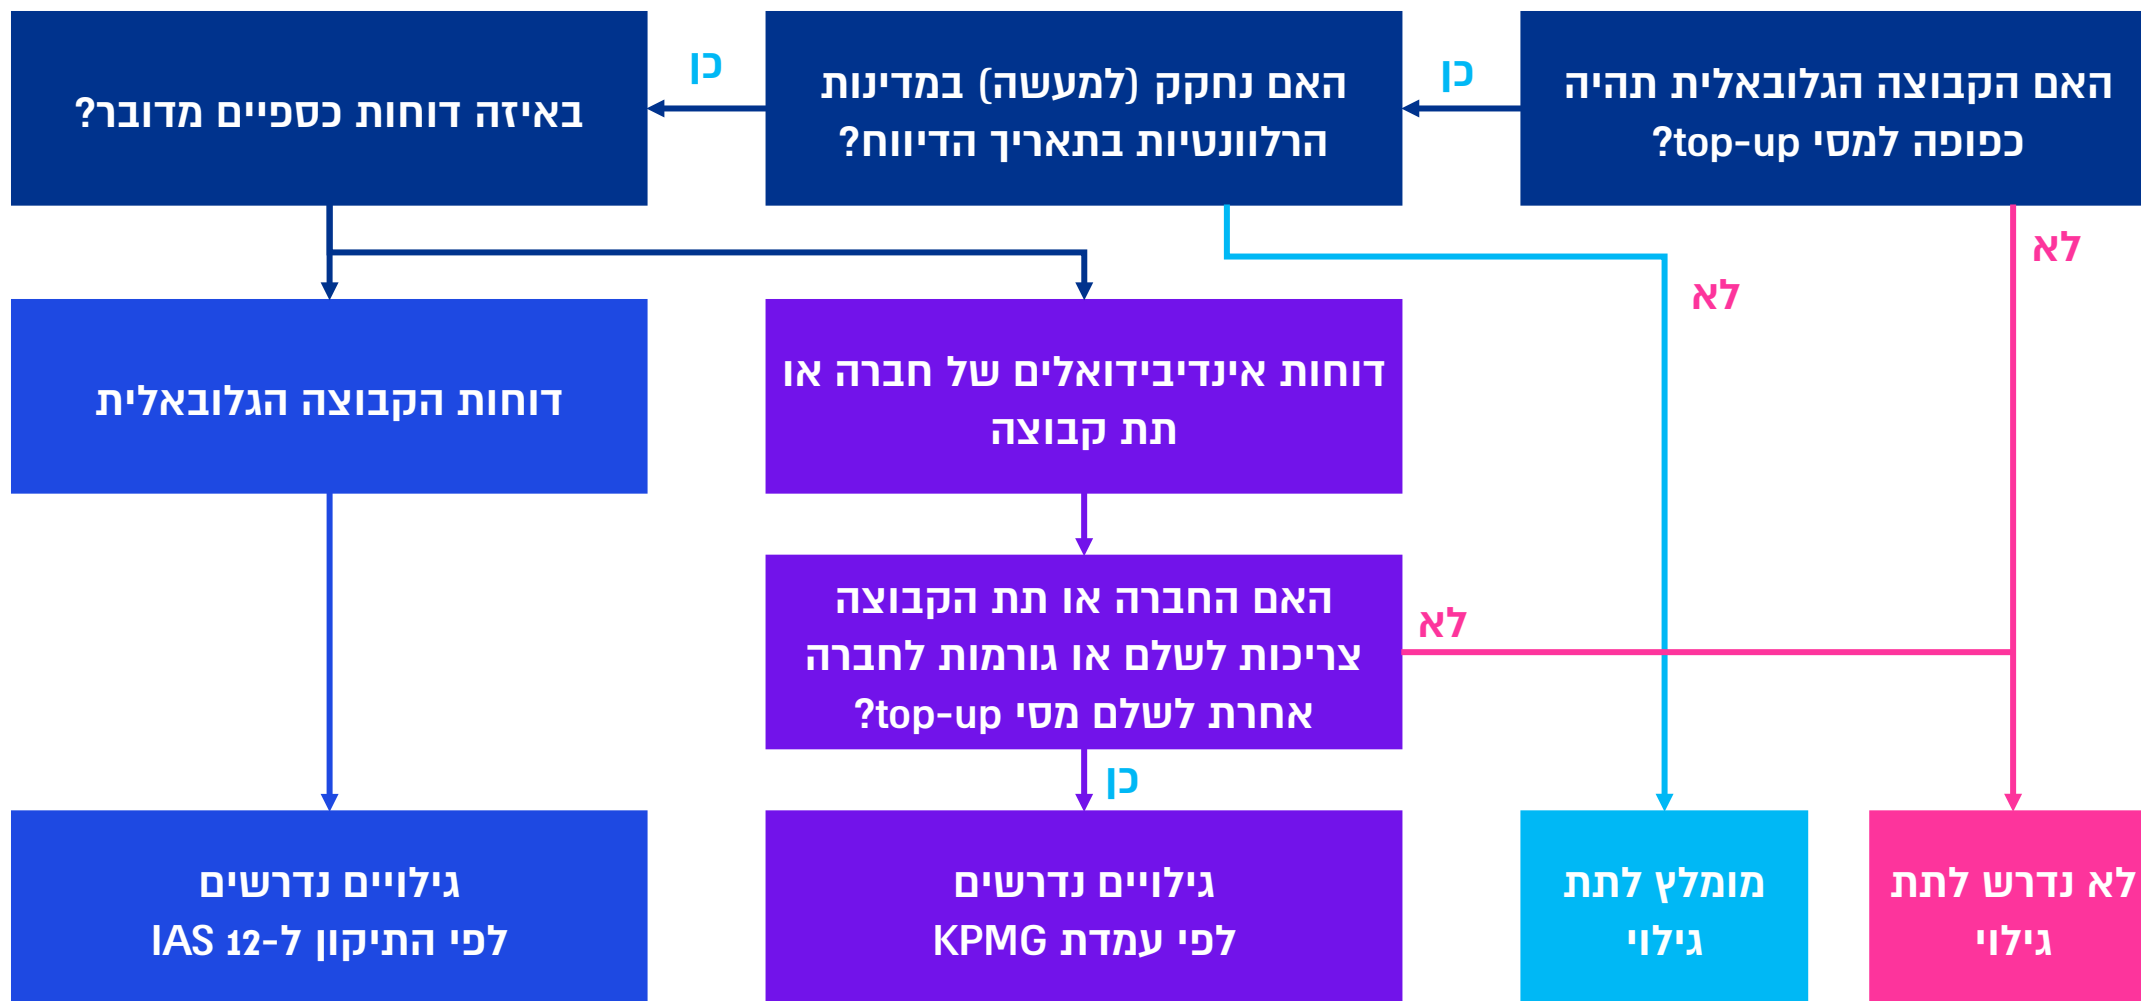 האם הקבוצה הגלובאלית תהיה
כפופה למסי top-up?
כן
האם נחקק (למעשה) במדינות
הרלוונטיות בתאריך הדיווח?
כן
באיזה דוחות כספיים מדובר?
לא
לא
דוחות אינדיבידואלים של חברה או
תת קבוצה
דוחות הקבוצה הגלובאלית
האם החברה או תת הקבוצה
צריכות לשלם או גורמות לחברה
אחרת לשלם מסי top-up?
לא
כן
לא נדרש לתת
גילוי
מומלץ לתת
גילוי
גילויים נדרשים
לפי עמדת KPMG
גילויים נדרשים
לפי התיקון ל-IAS 12